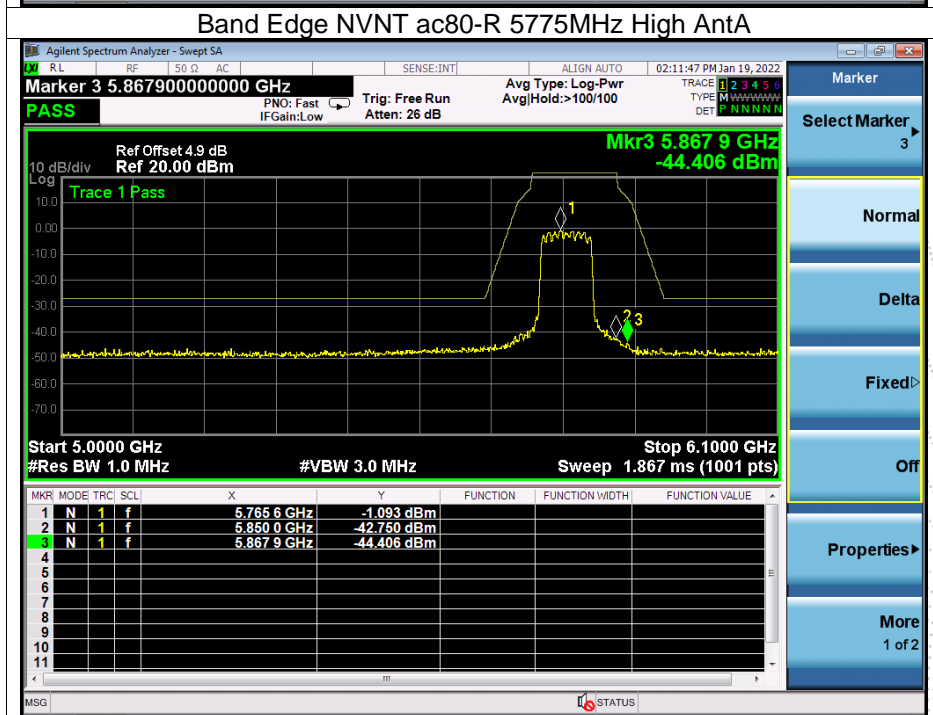 Band Edge NVNT ac80-R 5775MHz High AntA
Agilent Spectrum Analyzer - Swept SA
LXI RL RF 50 Ω AC SENSE:INT ALIGN AUTO 02:11:47 PM Jan 19, 2022
Marker 3 5.867900000000 GHz
PASS
PNO: Fast
IFGain:Low
Trig: Free Run
Atten: 26 dB
Avg Type: Log-Pwr
Avg|Hold:>100/100
TRACE 1 2 3 4 5 6
TYPE M WWWWW
DET P N N N N N
Mkr3 5.867 9 GHz
-44.406 dBm
Ref Offset 4.9 dB
10 dB/div Ref 20.00 dBm
Log
Trace 1 Pass
10.0
0.00
-10.0
-20.0
-30.0
-40.0
-50.0
-60.0
-70.0
1
2 3
Start 5.0000 GHz Stop 6.1000 GHz
#Res BW 1.0 MHz #VBW 3.0 MHz Sweep 1.867 ms (1001 pts)
MKR MODE TRC SCL X Y FUNCTION FUNCTION WIDTH FUNCTION VALUE
1 N 1 f 5.765 6 GHz -1.093 dBm
2 N 1 f 5.850 0 GHz -42.750 dBm
3 N 1 f 5.867 9 GHz -44.406 dBm
4
5
6
7
8
9
10
11
MSG STATUS
Marker
Select Marker
3
Normal
Delta
Fixed
Off
Properties
More
1 of 2